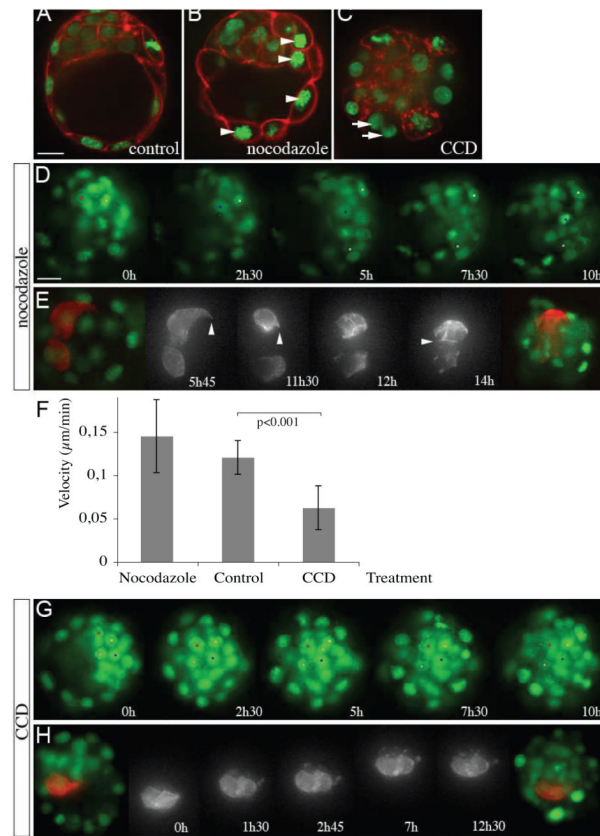 A B C
control nocodazole CCD
nocodazole
D
0h 2h30 5h 7h30 10h
E
5h45 11h30 12h 14h
F
p<0.001
Velocity (µm/min)
0,15
0,1
0,05
0
Nocodazole Control CCD Treatment
CCD
G
0h 2h30 5h 7h30 10h
H
0h 1h30 2h45 7h 12h30